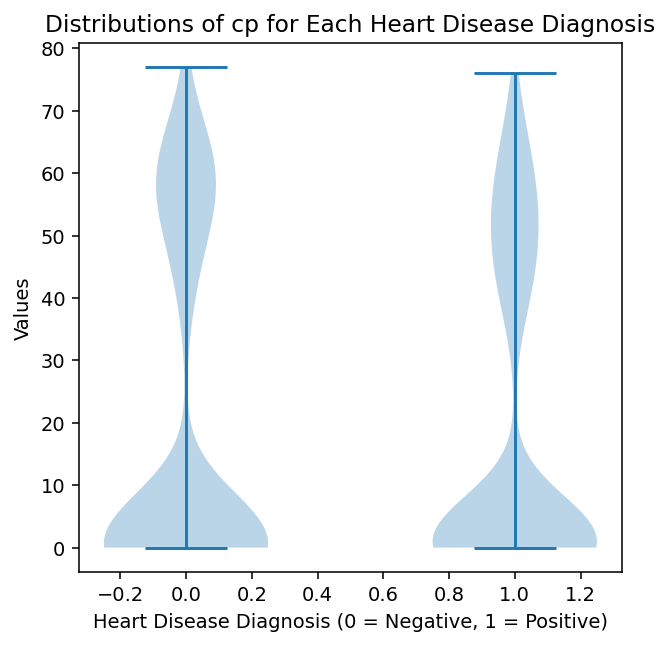 Distributions of cp for Each Heart Disease Diagnosis
80
70
60
50
40
30
20
10
0
Values
−0.2 0.0 0.2 0.4 0.6 0.8 1.0 1.2
Heart Disease Diagnosis (0 = Negative, 1 = Positive)